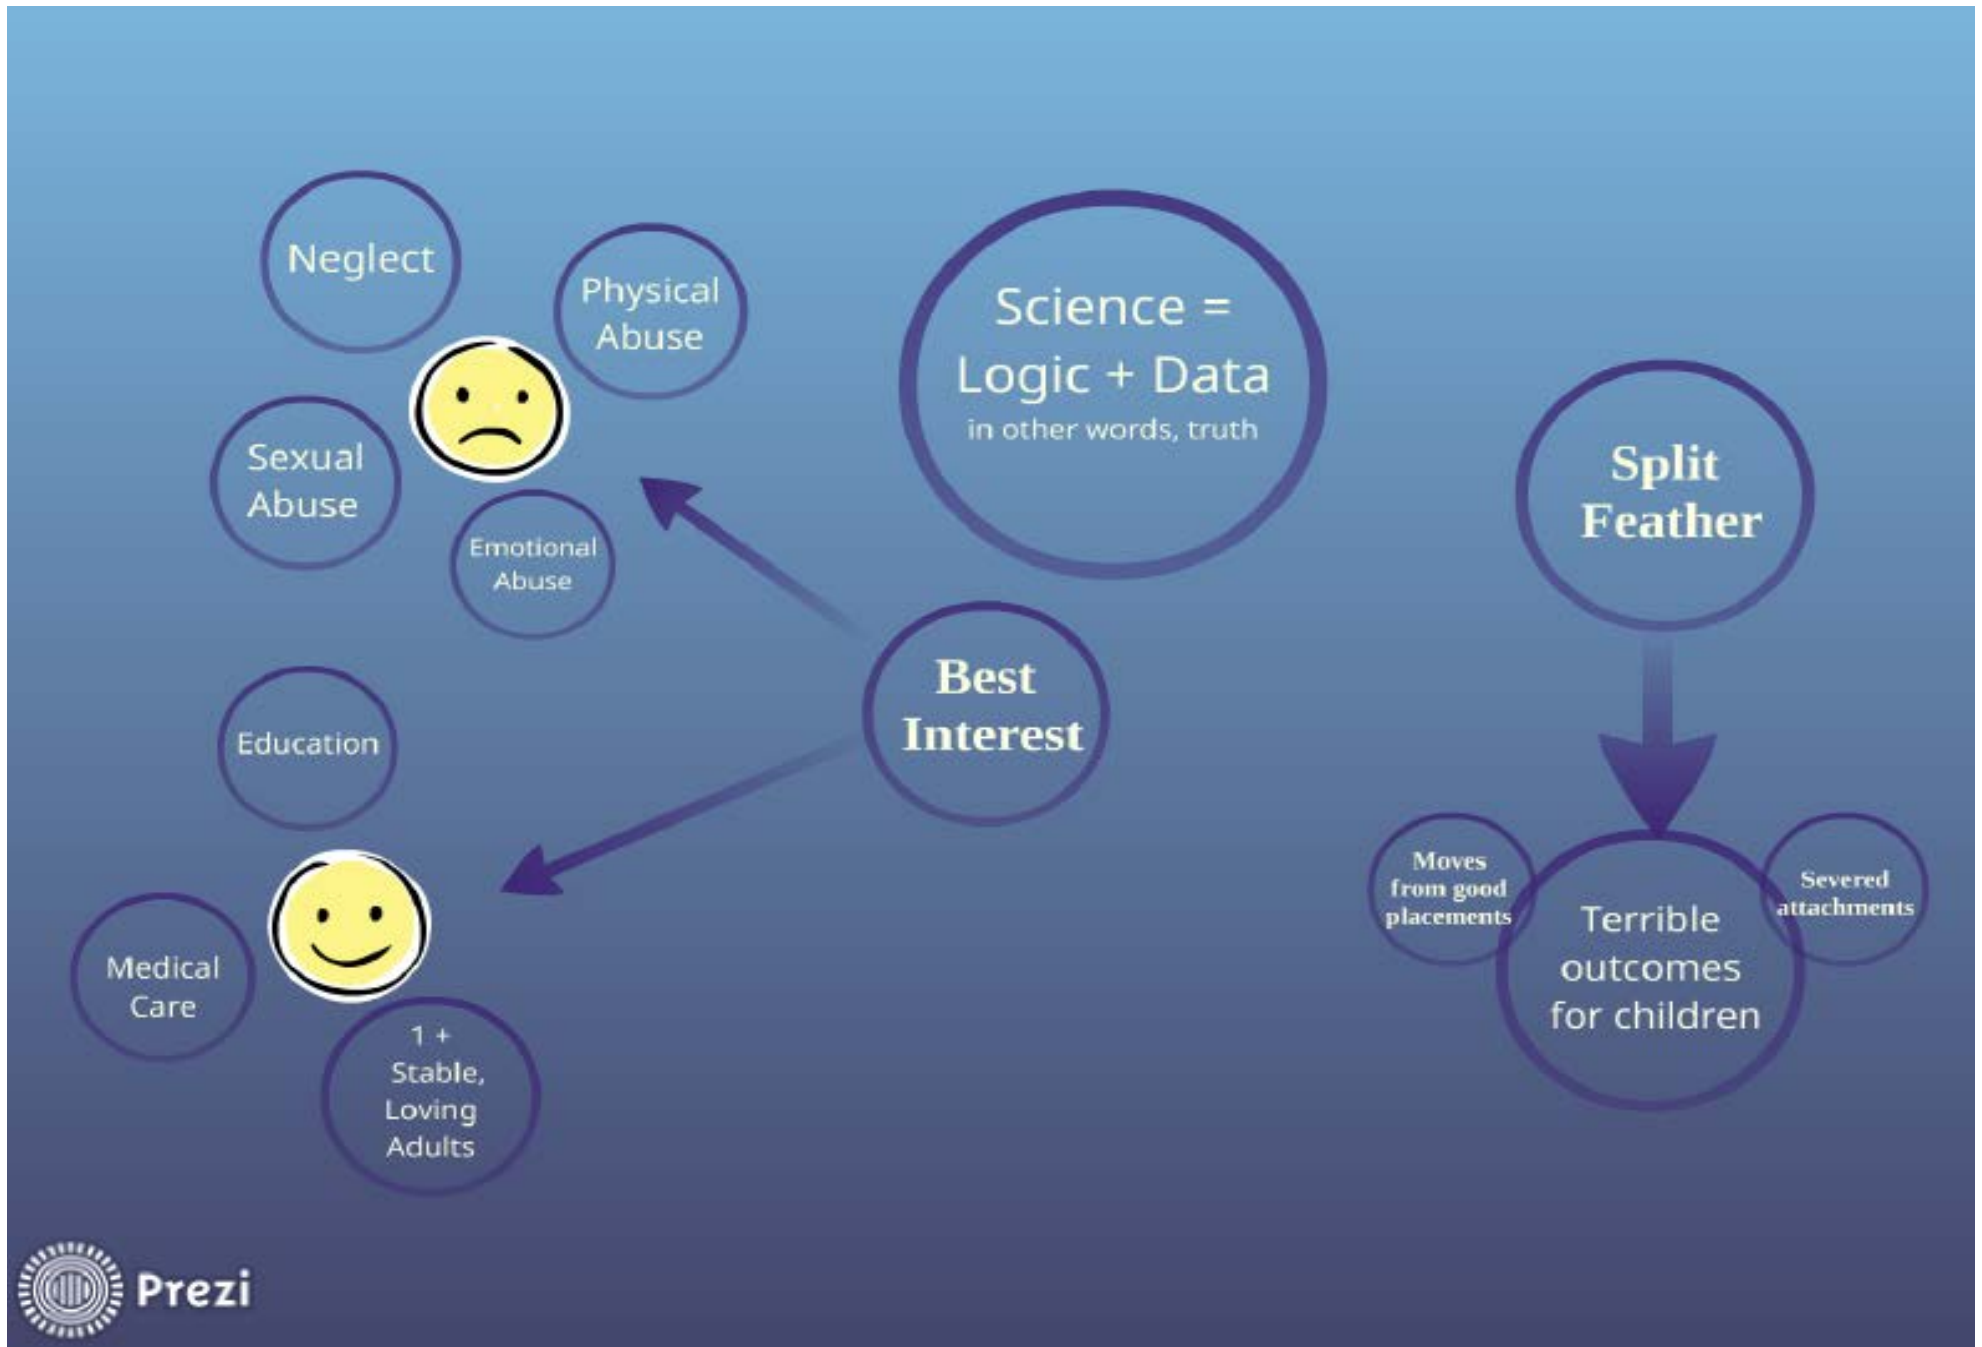 Neglect
Physical
Abuse
Sexual
Abuse
Emotional
Abuse
Science =
Logic + Data
in other words, truth
Split
Feather
Best
Interest
Education
Medical
Care
1 +
Stable,
Loving
Adults
Moves
from good
placements
Severed
attachments
Terrible
outcomes
for children
Prezi